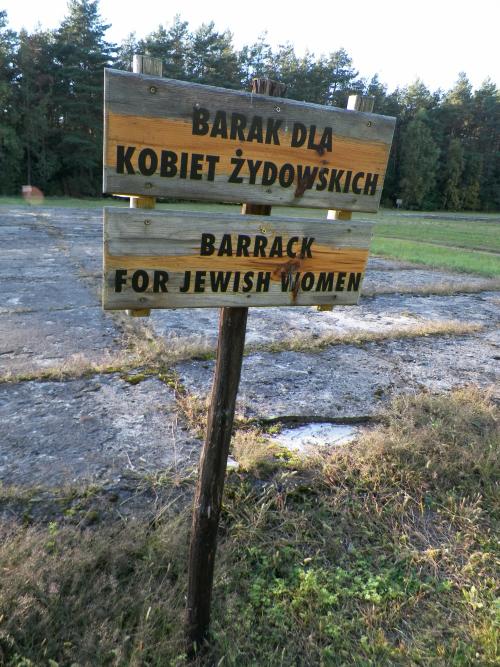 BARAK DLA
KOBIET ŻYDOWSKICH
BARRACK
FOR JEWISH WOMEN